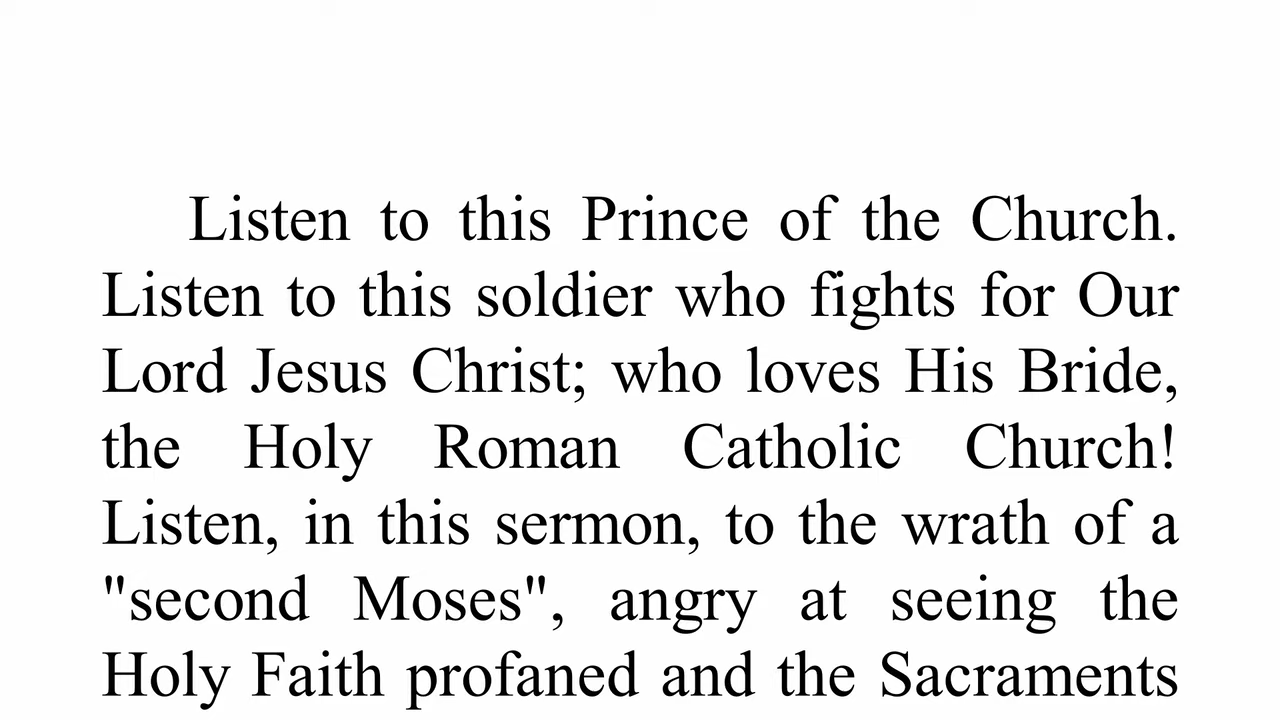 Listen to this Prince of the Church.
Listen to this soldier who fights for Our
Lord Jesus Christ; who loves His Bride,
the Holy Roman Catholic Church!
Listen, in this sermon, to the wrath of a
"second Moses", angry at seeing the
Holy Faith profaned and the Sacraments